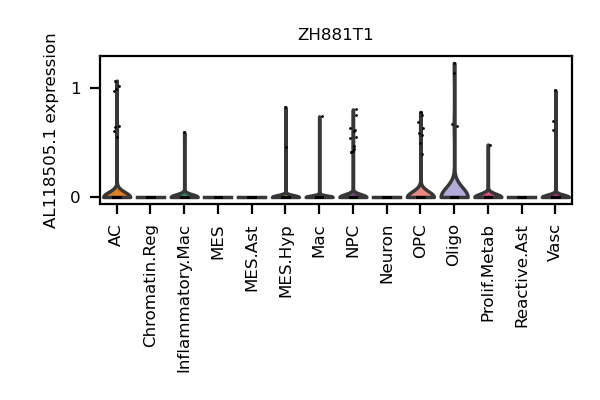 ZH881T1
AL118505.1 expression
1
0
AC
Chromatin.Reg
Inflammatory.Mac
MES
MES.Ast
MES.Hyp
Mac
NPC
Neuron
OPC
Oligo
Prolif.Metab
Reactive.Ast
Vasc